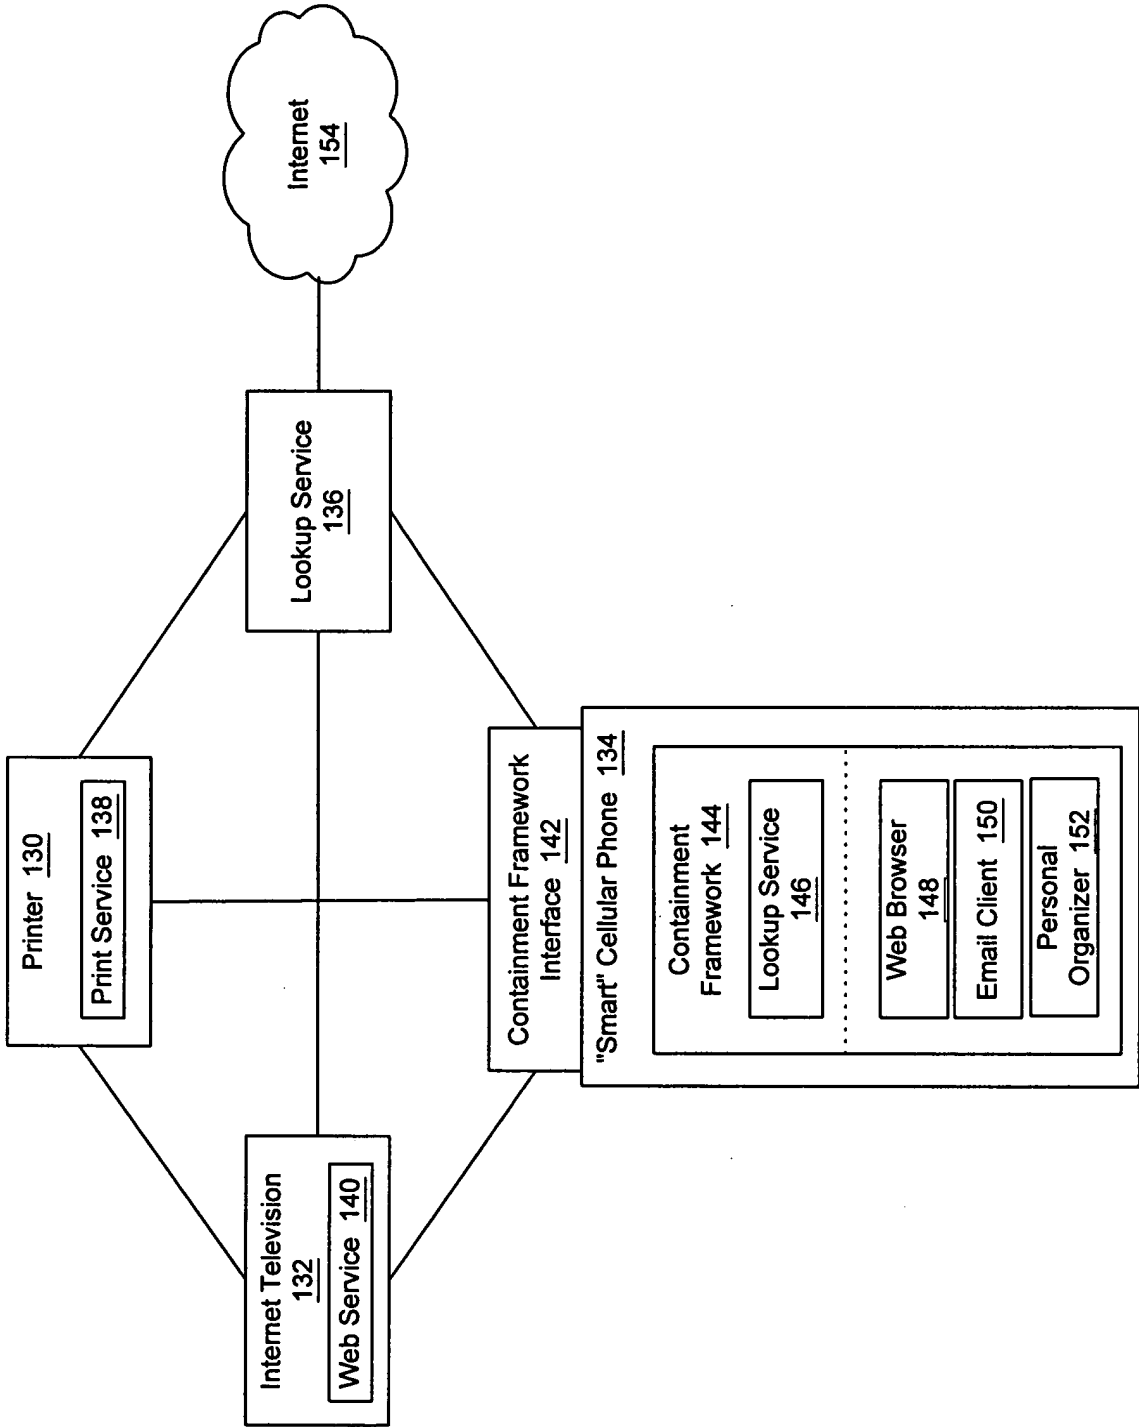 Printer 130
Print Service 138
Internet Television
132
Web Service 140
Lookup Service
136
Internet
154
Containment Framework
Interface 142
"Smart" Cellular Phone 134
Containment
Framework 144
Lookup Service
146
Web Browser
148
Email Client 150
Personal
Organizer 152